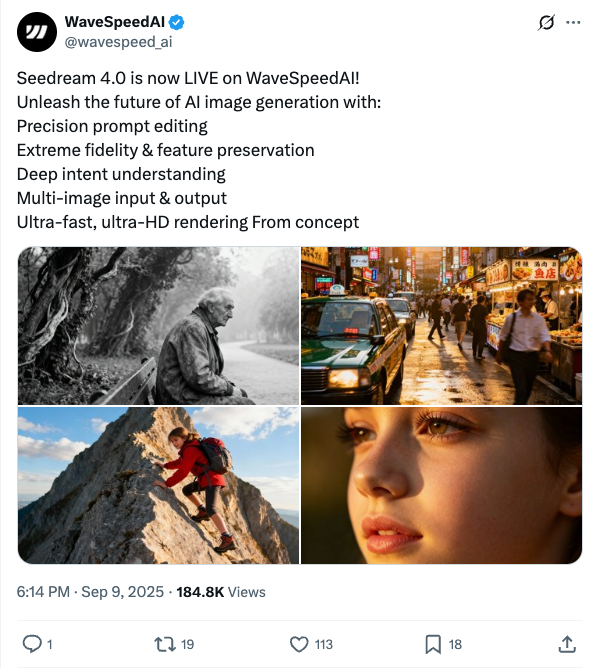 WaveSpeedAI
@wavespeed_ai
Seedream 4.0 is now LIVE on WaveSpeedAI!
Unleash the future of AI image generation with:
Precision prompt editing
Extreme fidelity & feature preservation
Deep intent understanding
Multi-image input & output
Ultra-fast, ultra-HD rendering From concept
魚店
6:14 PM · Sep 9, 2025 · 184.8K Views
1
19
113
18